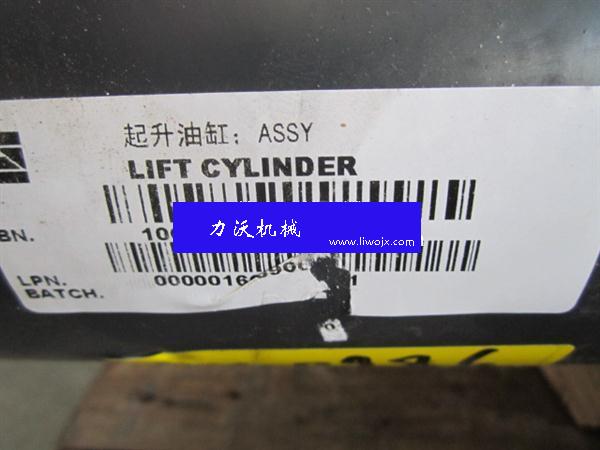 起升油缸: ASSY
LIFT CYLINDER
BN.
力沃机械
www.liwojx.com
LPN.
BATCH.